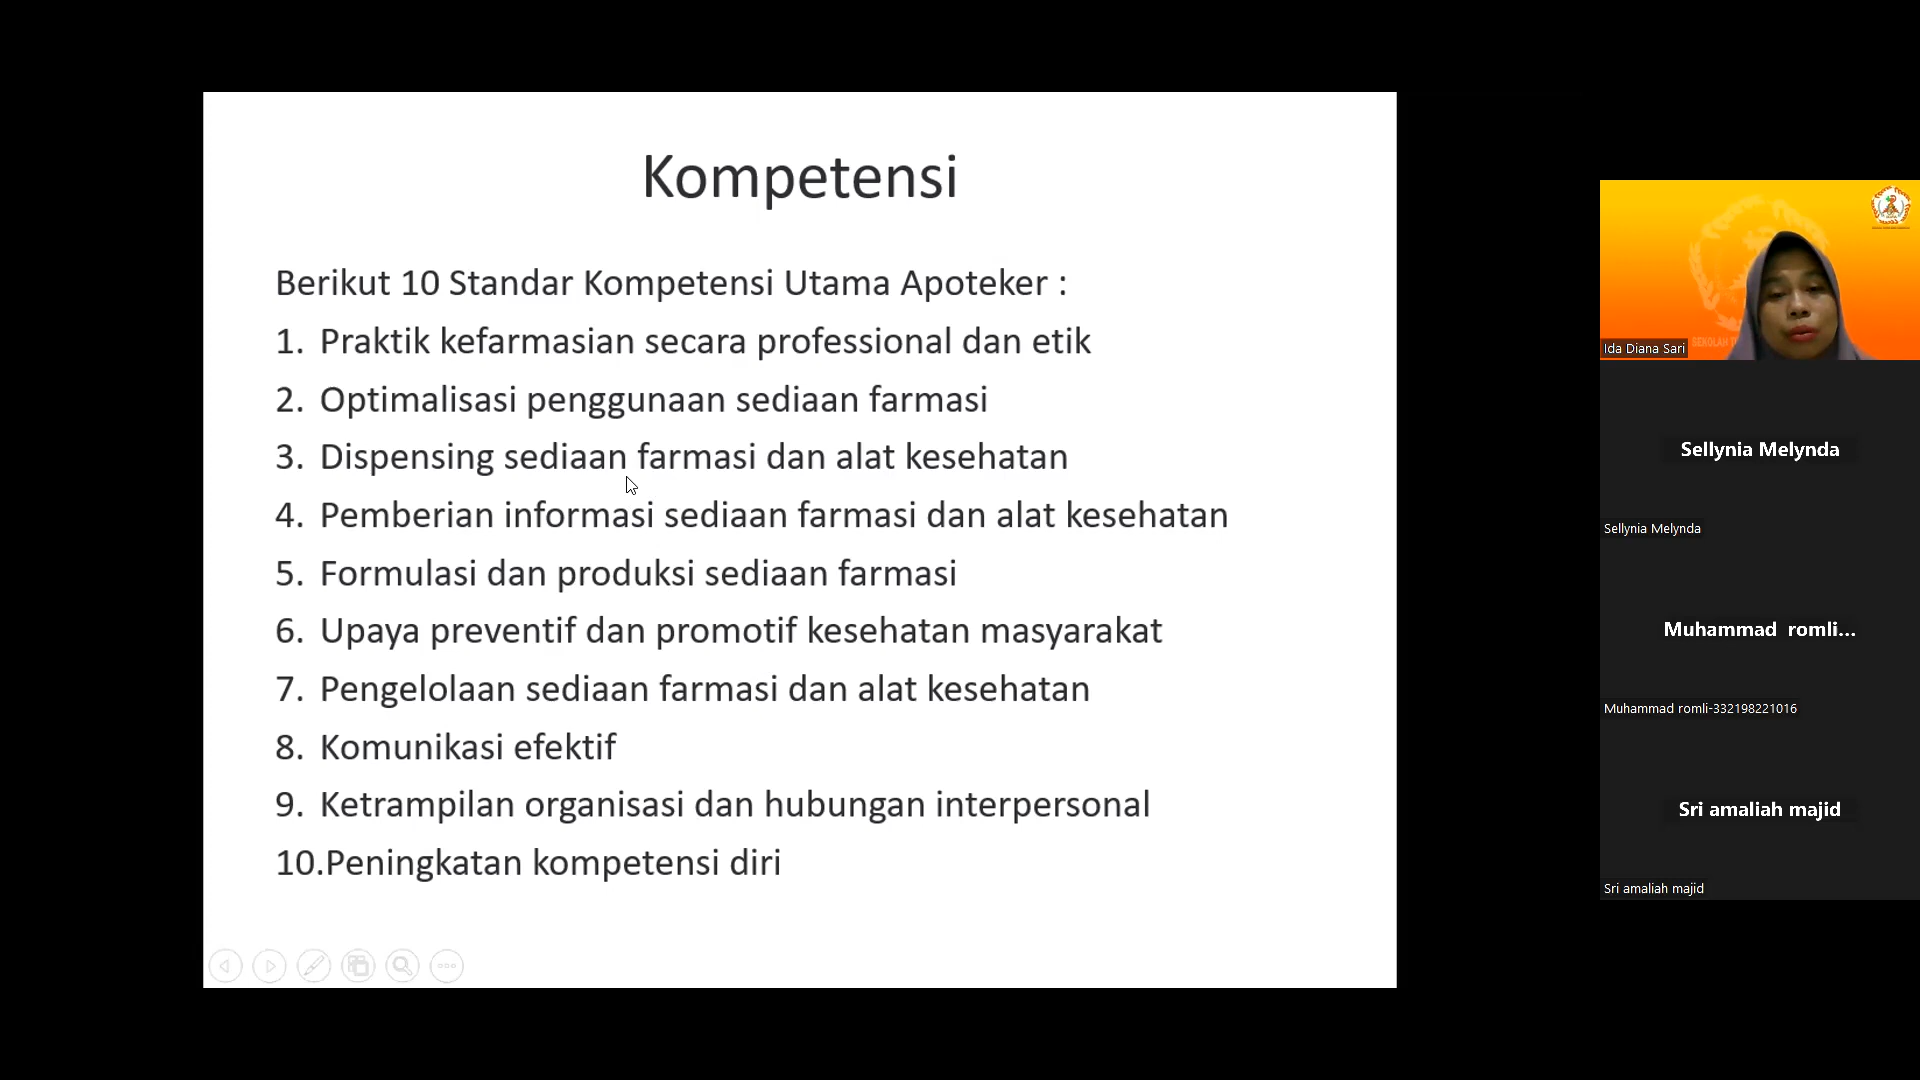 Kompetensi
Berikut 10 Standar Kompetensi Utama Apoteker :
1. Praktik kefarmasian secara professional dan etik
2. Optimalisasi penggunaan sediaan farmasi
3. Dispensing sediaan farmasi dan alat kesehatan
4. Pemberian informasi sediaan farmasi dan alat kesehatan
5. Formulasi dan produksi sediaan farmasi
6. Upaya preventif dan promotif kesehatan masyarakat
7. Pengelolaan sediaan farmasi dan alat kesehatan
8. Komunikasi efektif
9. Ketrampilan organisasi dan hubungan interpersonal
10.Peningkatan kompetensi diri
SEKOLAH
Ida Diana Sari
Sellynia Melynda
Sellynia Melynda
Muhammad romli...
Muhammad romli-332198221016
Sri amaliah majid
Sri amaliah majid